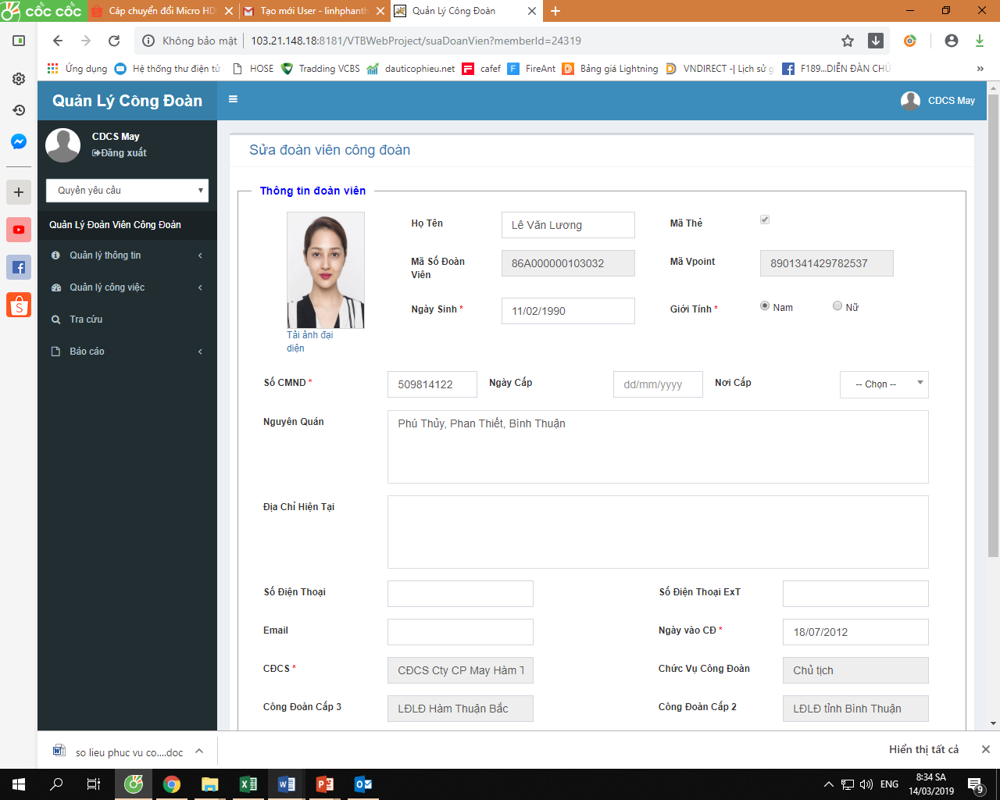 cốc cốc
Cáp chuyển đổi Micro HD
Tạo mới User - linhphanth
Quản Lý Công Đoàn
Không bảo mật
103.21.148.18:8181/VTBWebProject/suaDoanVien?memberId=24319
Ứng dụng
Hệ thống thư điện tử
HOSE
Tradding VCBS
dauticophieu.net
cafef
FireAnt
Bảng giá Lightning
VNDIRECT -| Lịch sử g
F189...DIỄN ĐÀN CHỨ
»
Quản Lý Công Đoàn
CDCS May
CDCS May
Đăng xuất
Quyền yêu cầu
Quản Lý Đoàn Viên Công Đoàn
Quản lý thông tin
Quản lý công việc
Tra cứu
Báo cáo
Sửa đoàn viên công đoàn
Thông tin đoàn viên
Tải ảnh đại
diện
Họ Tên
Lê Văn Lương
Mã Thẻ
Mã Số Đoàn
Viên
86A000000103032
Mã Vpoint
8901341429782537
Ngày Sinh *
11/02/1990
Giới Tính *
Nam
Nữ
Số CMND *
509814122
Ngày Cấp
dd/mm/yyyy
Nơi Cấp
-- Chọn --
Nguyên Quán
Phú Thủy, Phan Thiết, Bình Thuận
Địa Chỉ Hiện Tại
Số Điện Thoại
Số Điện Thoại ExT
Email
Ngày vào CĐ *
18/07/2012
CĐCS *
CĐCS Cty CP May Hàm T
Chức Vụ Công Đoàn
Chủ tịch
Công Đoàn Cấp 3
LĐLĐ Hàm Thuận Bắc
Công Đoàn Cấp 2
LĐLĐ tỉnh Bình Thuận
so lieu phuc vu co....doc
Hiển thị tất cả
ENG
8:34 SA
14/03/2019
9